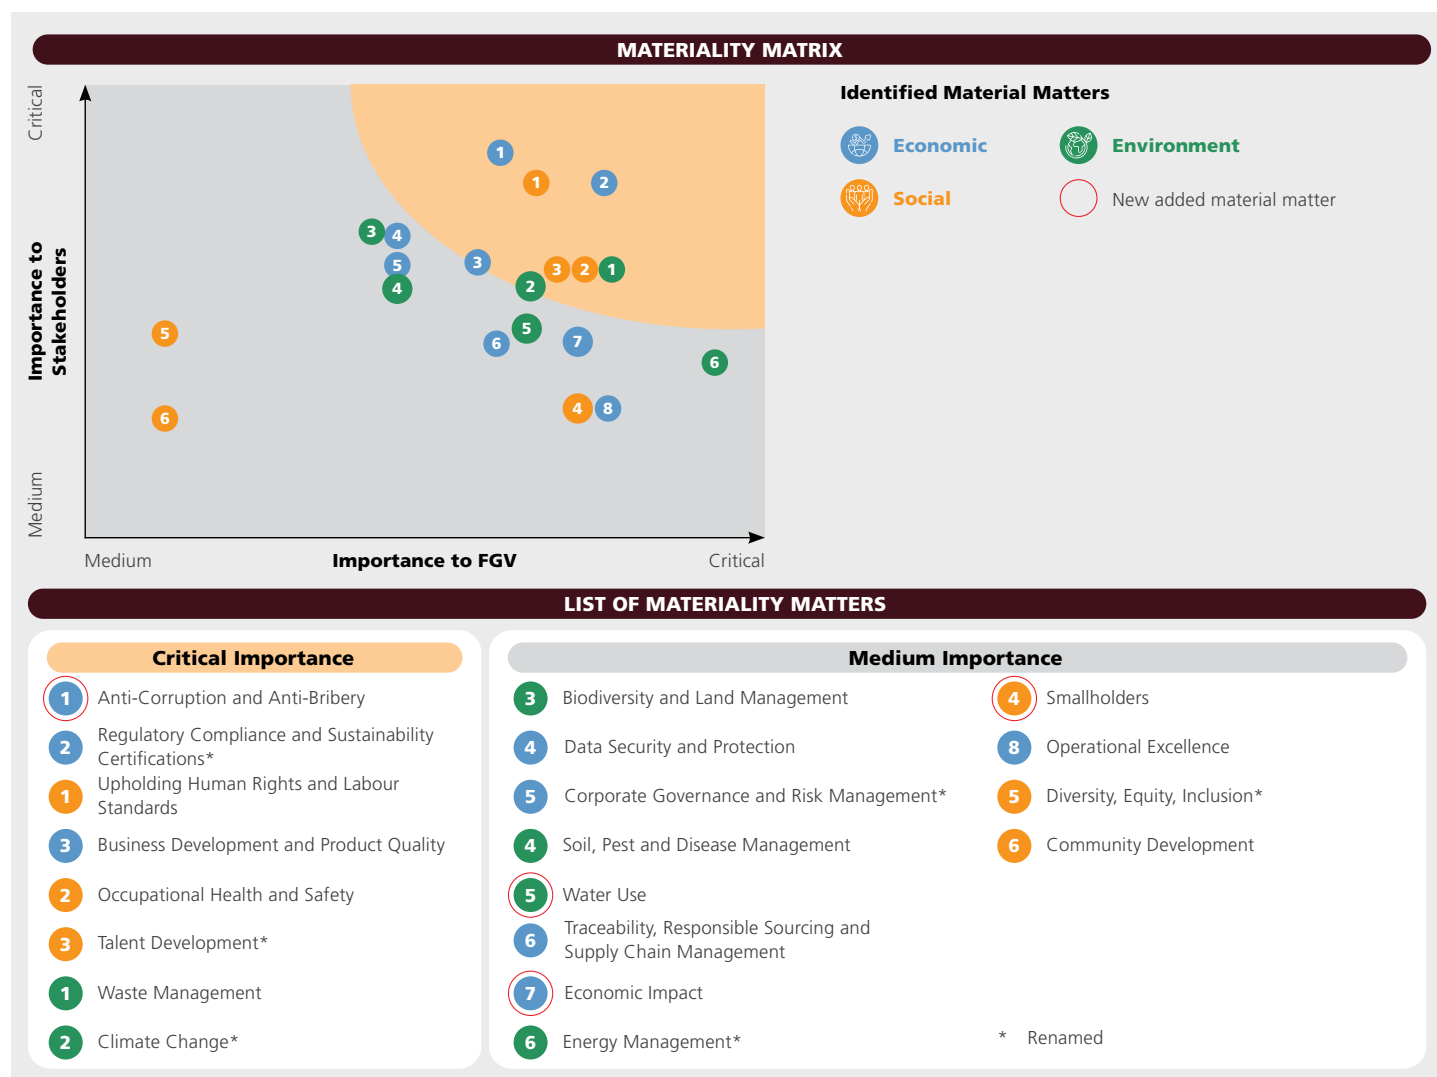 MATERIALITY MATRIX
Critical
Importance to
Stakeholders
Medium
1
1
2
3
4
5
4
3
3
2
1
2
5
6
5
7
6
6
4
8
Medium
Importance to FGV
Critical
Identified Material Matters
Economic
Environment
Social
New added material matter
LIST OF MATERIALITY MATTERS
Critical Importance
1 Anti-Corruption and Anti-Bribery
2 Regulatory Compliance and Sustainability
Certifications*
1 Upholding Human Rights and Labour
Standards
3 Business Development and Product Quality
2 Occupational Health and Safety
3 Talent Development*
1 Waste Management
2 Climate Change*
Medium Importance
3 Biodiversity and Land Management
4 Data Security and Protection
5 Corporate Governance and Risk Management*
4 Soil, Pest and Disease Management
5 Water Use
6 Traceability, Responsible Sourcing and
Supply Chain Management
7 Economic Impact
6 Energy Management*
4 Smallholders
8 Operational Excellence
5 Diversity, Equity, Inclusion*
6 Community Development
* Renamed